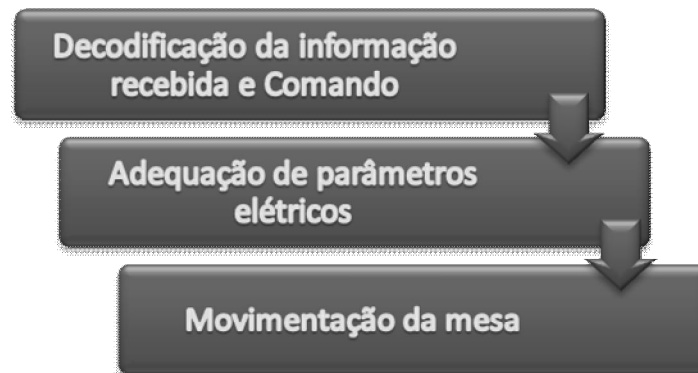 Decodificação da informação
recebida e Comando
Adequação de parâmetros
elétricos
Movimentação da mesa